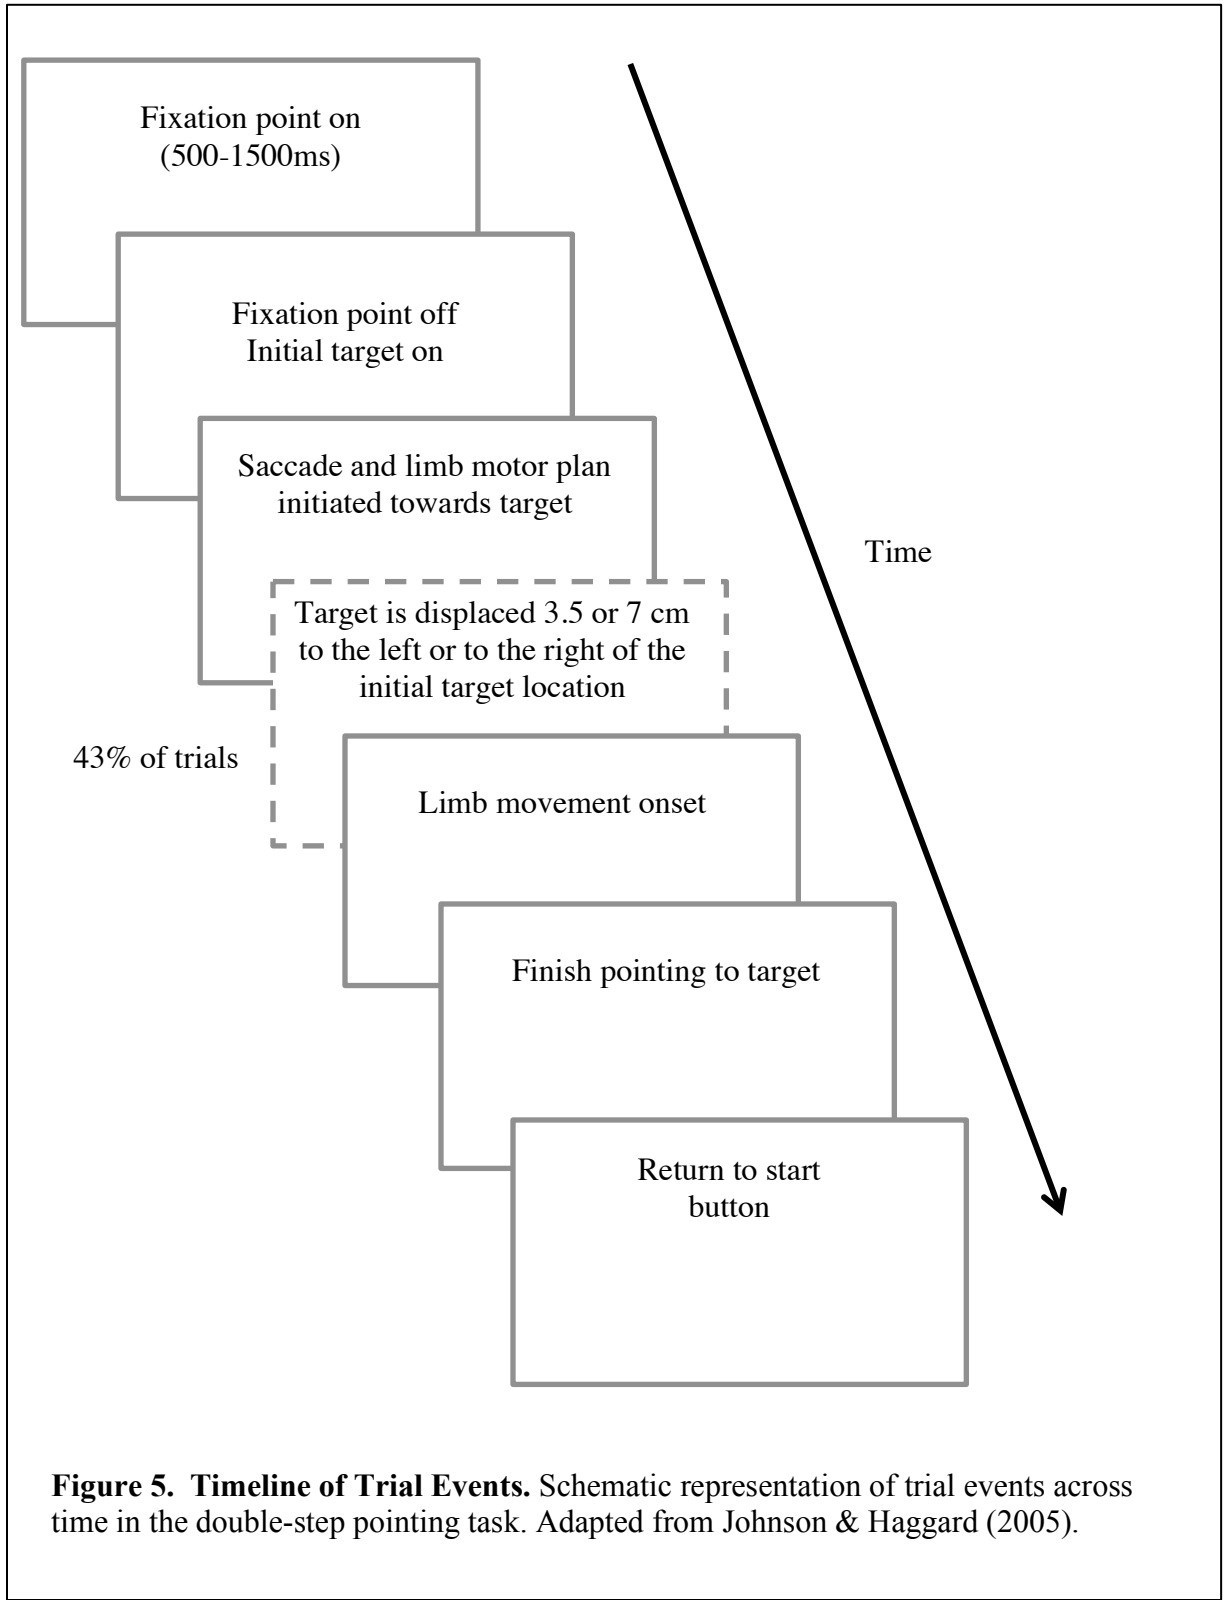 Fixation point on
(500-1500ms)
Fixation point off
Initial target on
Saccade and limb motor plan
initiated towards target
Time
Target is displaced 3.5 or 7 cm
to the left or to the right of the
initial target location
43% of trials
Limb movement onset
Finish pointing to target
Return to start
button
Figure 5.  Timeline of Trial Events. Schematic representation of trial events across
time in the double-step pointing task. Adapted from Johnson & Haggard (2005).